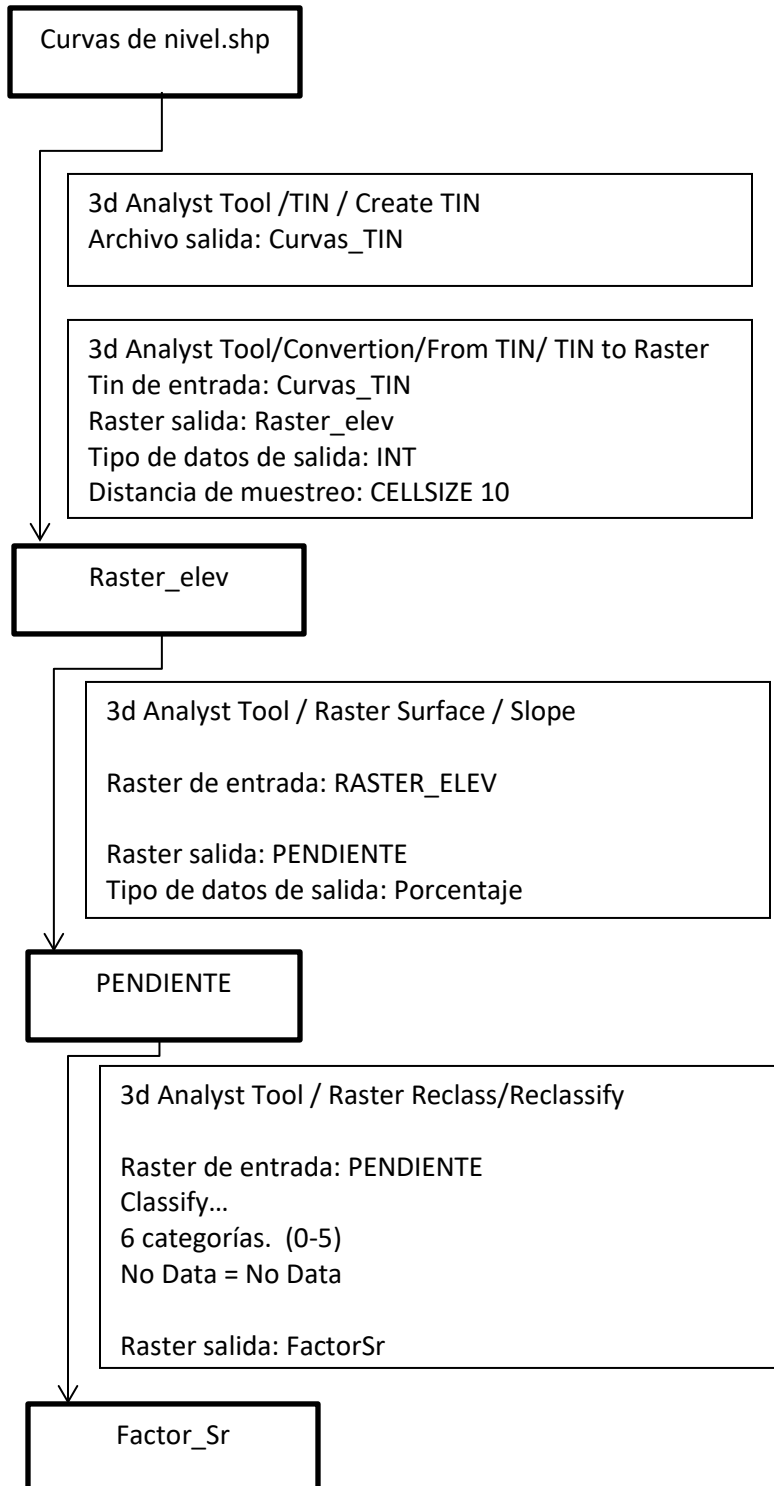 Curvas de nivel.shp
3d Analyst Tool /TIN / Create TIN
Archivo salida: Curvas_TIN
3d Analyst Tool/Convertion/From TIN/ TIN to Raster
Tin de entrada: Curvas_TIN
Raster salida: Raster_elev
Tipo de datos de salida: INT
Distancia de muestreo: CELLSIZE 10
Raster_elev
3d Analyst Tool / Raster Surface / Slope
Raster de entrada: RASTER_ELEV
Raster salida: PENDIENTE
Tipo de datos de salida: Porcentaje
PENDIENTE
3d Analyst Tool / Raster Reclass/Reclassify
Raster de entrada: PENDIENTE
Classify…
6 categorías.  (0-5)
No Data = No Data
Raster salida: FactorSr
Factor_Sr